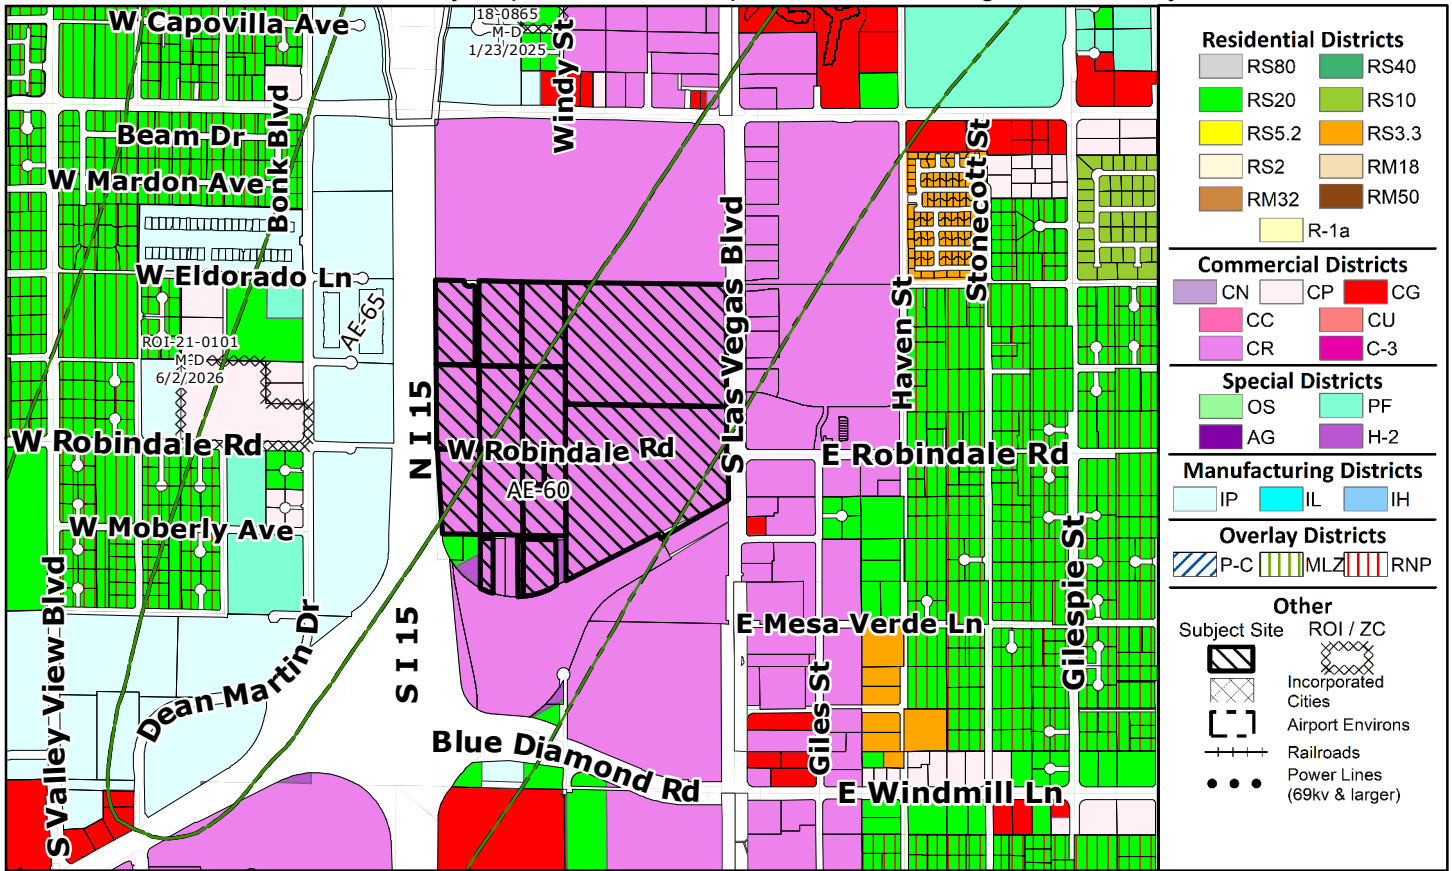 W Capovilla Ave
18-0865
M-D
1/23/2025
Windy St
Beam Dr
Bonk Blvd
W Mardon Ave
W Eldorado Ln
AE-65
ROI-21-0101
M-D
6/2/2026
W Robindale Rd
N I 15
W Robindale Rd
AE-60
S Las Vegas Blvd
Stonecott St
Haven St
E Robindale Rd
W Moberly Ave
S Valley View Blvd
Dean Martin Dr
S I 15
E Mesa Verde Ln
Gilespie St
Giles St
Blue Diamond Rd
E Windmill Ln
Residential Districts
RS80 RS40
RS20 RS10
RS5.2 RS3.3
RS2 RM18
RM32 RM50
R-1a
Commercial Districts
CN CP CG
CC CU
CR C-3
Special Districts
OS PF
AG H-2
Manufacturing Districts
IP IL IH
Overlay Districts
P-C MLZ RNP
Other
Subject Site ROI / ZC
Incorporated
Cities
Airport Environs
Railroads
Power Lines
(69kv & larger)